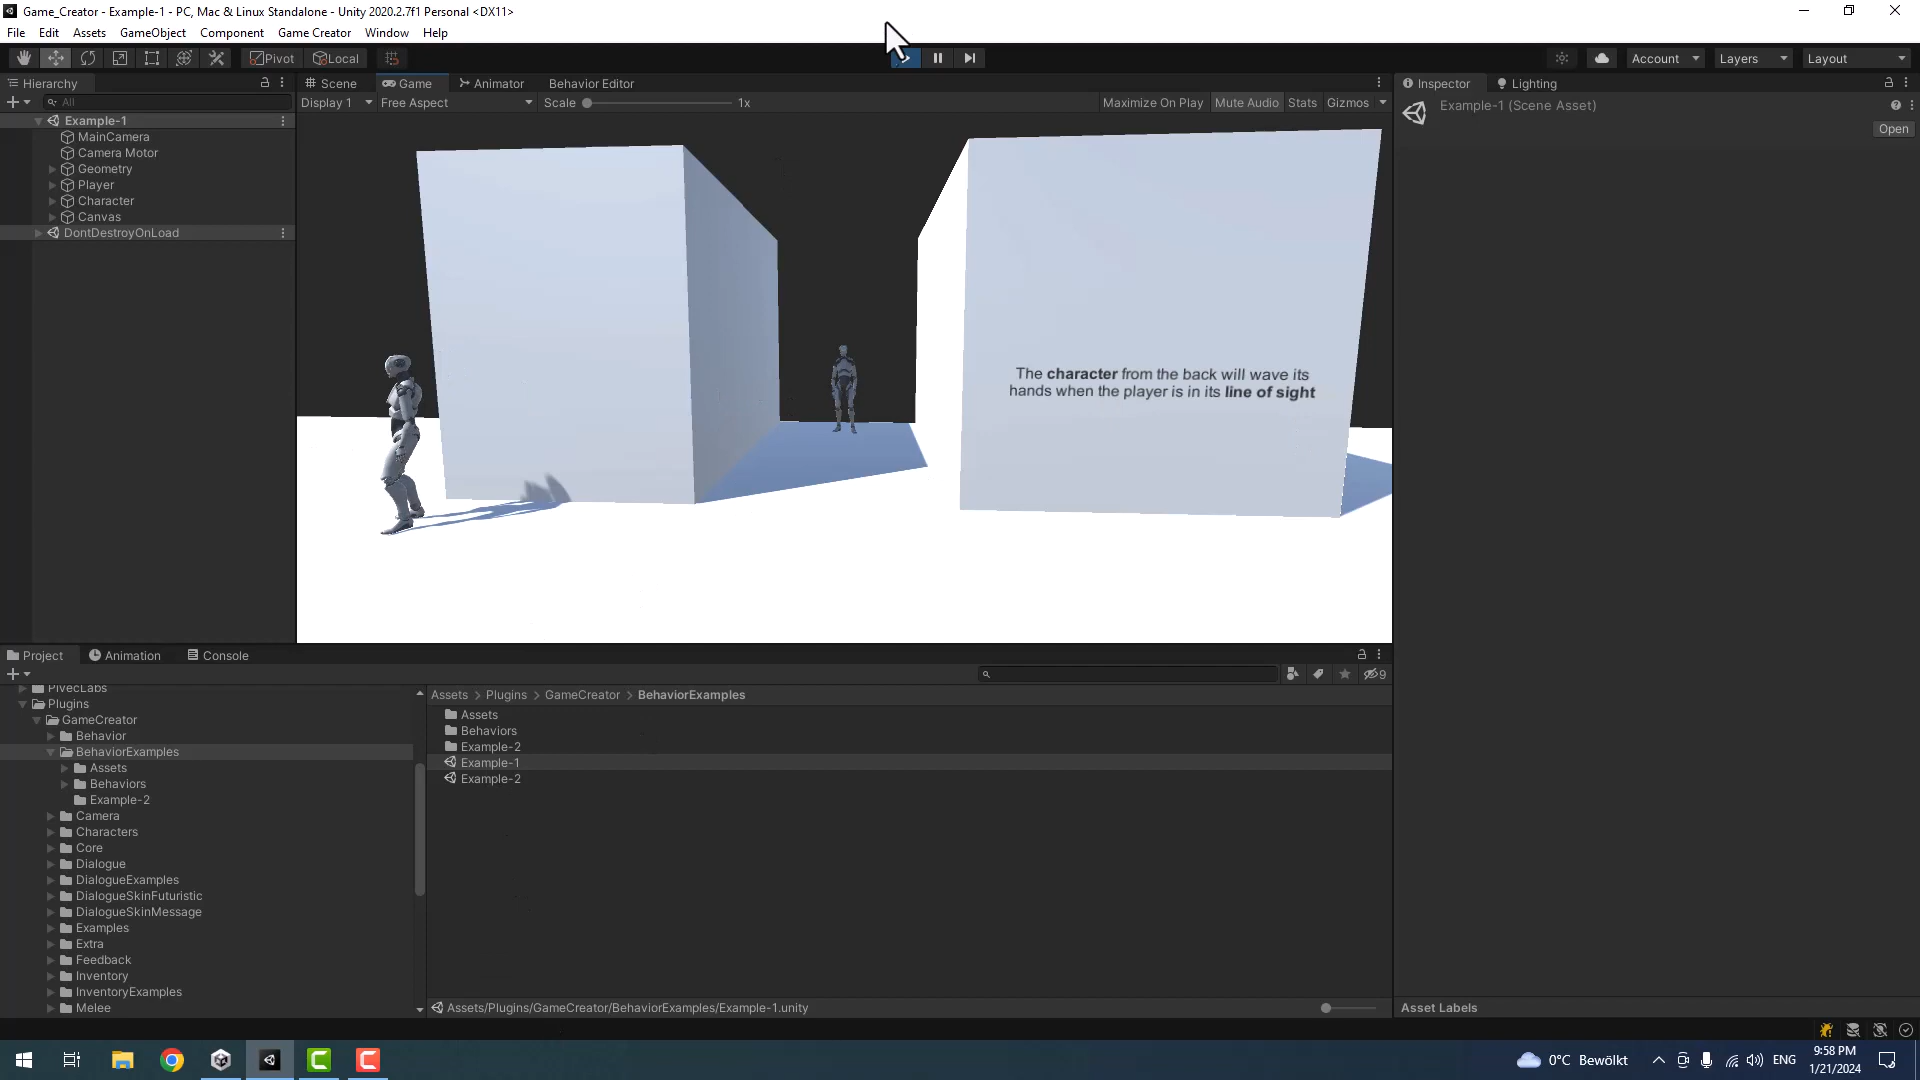 Game_Creator - Example-1 - PC, Mac & Linux Standalone - Unity 2020.2.7f1 Personal <DX11>
File Edit Assets GameObject Component Game Creator Window Help
Pivot Local Account Layers Layout
Hierarchy
All
Example-1
MainCamera
Camera Motor
Geometry
Player
Character
Canvas
DontDestroyOnLoad
Scene Game Animator Behavior Editor
Display 1 Free Aspect Scale 1x Maximize On Play Mute Audio Stats Gizmos
The character from the back will wave its
hands when the player is in its line of sight
Inspector Lighting
Example-1 (Scene Asset)
Open
Project Animation Console
9
PivecLabs
Plugins
GameCreator
Behavior
BehaviorExamples
Assets
Behaviors
Example-2
Camera
Characters
Core
Dialogue
DialogueExamples
DialogueSkinFuturistic
DialogueSkinMessage
Examples
Extra
Feedback
Inventory
InventoryExamples
Melee
Assets > Plugins > GameCreator > BehaviorExamples
Assets
Behaviors
Example-2
Example-1
Example-2
Assets/Plugins/GameCreator/BehaviorExamples/Example-1.unity
Asset Labels
0°C Bewölkt
ENG
9:58 PM
1/21/2024